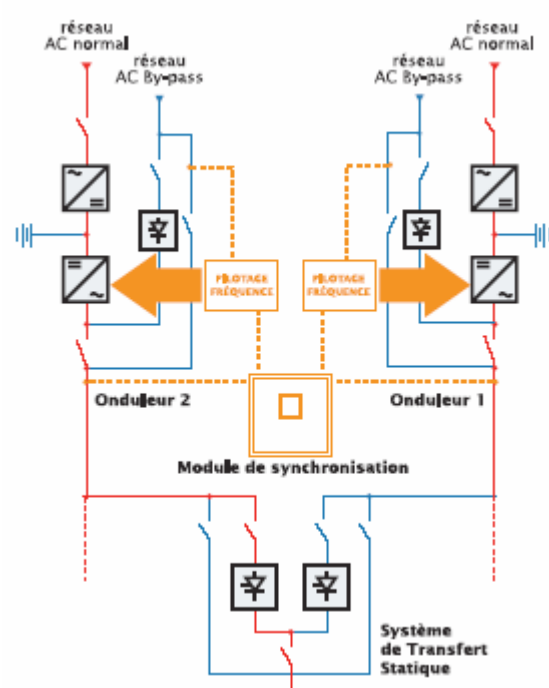 réseau
AC normal
réseau
AC By-pass
réseau
AC By-pass
réseau
AC normal
PILOTAGE
FRÉQUENCE
PILOTAGE
FRÉQUENCE
Onduleur 2
Onduleur 1
Module de synchronisation
Système
de Transfert
Statique